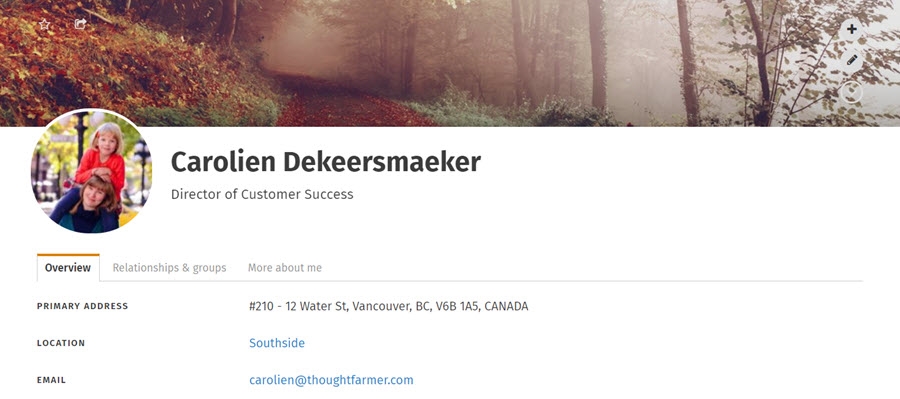 Carolien Dekeersmaeker
Director of Customer Success
Overview Relationships & groups More about me
PRIMARY ADDRESS #210 - 12 Water St, Vancouver, BC, V6B 1A5, CANADA
LOCATION Southside
EMAIL carolien@thoughtfarmer.com